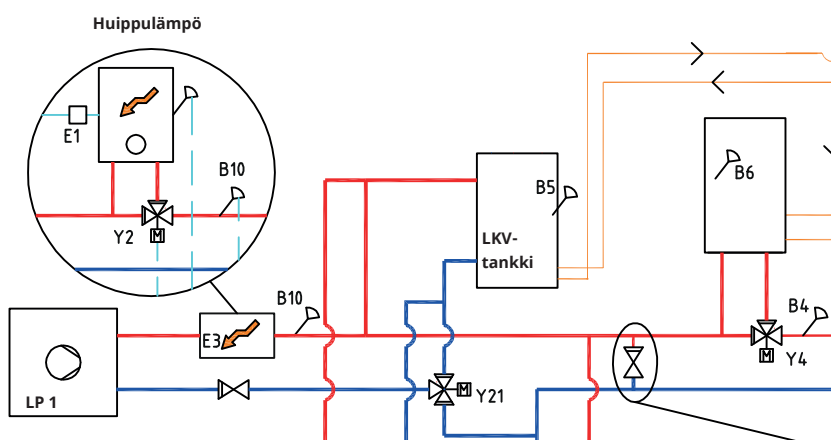 Huippulämpö
E1
B10
Y2
M
B5
B6
LKV-
tankki
B10
B4
E3
Y4
M
LP 1
M
Y21